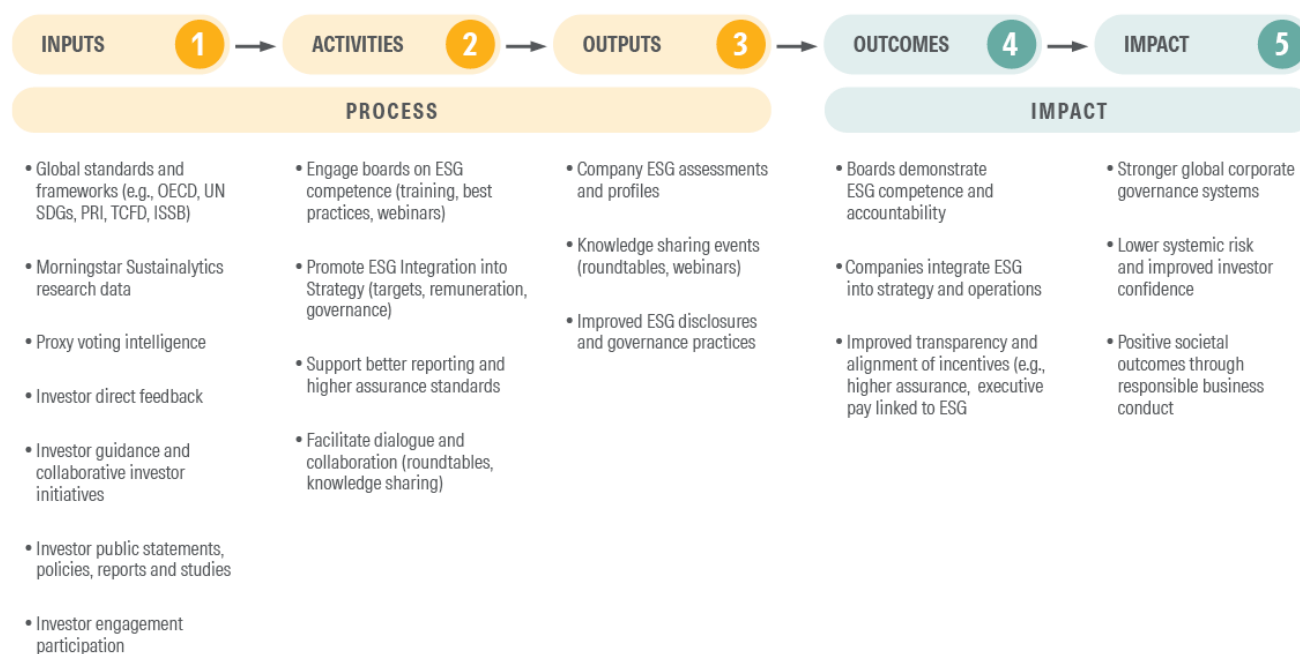 INPUTS 1
ACTIVITIES 2
OUTPUTS 3
OUTCOMES 4
IMPACT 5
PROCESS
IMPACT
• Global standards and
frameworks (e.g., OECD, UN
SDGs, PRI, TCFD, ISSB)
• Morningstar Sustainalytics
research data
• Proxy voting intelligence
• Investor direct feedback
• Investor guidance and
collaborative investor
initiatives
• Investor public statements,
policies, reports and studies
• Investor engagement
participation
• Engage boards on ESG
competence (training, best
practices, webinars)
• Promote ESG Integration into
Strategy (targets, remuneration,
governance)
• Support better reporting and
higher assurance standards
• Facilitate dialogue and
collaboration (roundtables,
knowledge sharing)
• Company ESG assessments
and profiles
• Knowledge sharing events
(roundtables, webinars)
• Improved ESG disclosures
and governance practices
• Boards demonstrate
ESG competence and
accountability
• Companies integrate ESG
into strategy and operations
• Improved transparency and
alignment of incentives (e.g.,
higher assurance, executive
pay linked to ESG
• Stronger global corporate
governance systems
• Lower systemic risk
and improved investor
confidence
• Positive societal
outcomes through
responsible business
conduct